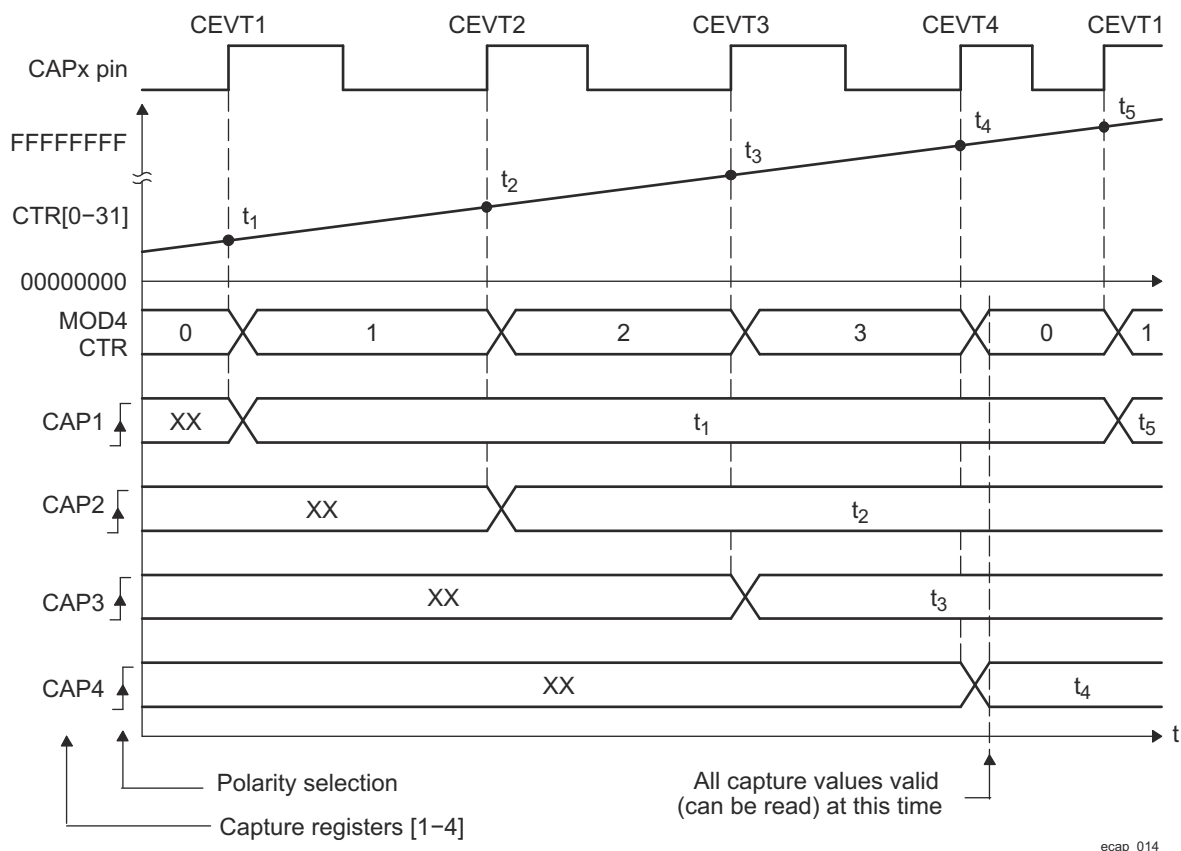 CEVT1 CEVT2 CEVT3 CEVT4 CEVT1
CAPx pin
FFFFFFFF
CTR[0−31]
t1 t2 t3 t4 t5
00000000
MOD4
CTR
0 1 2 3 0 1
CAP1 XX t1 t5
CAP2 XX t2
CAP3 XX t3
CAP4 XX t4
t
Polarity selection
Capture registers [1−4]
All capture values valid
(can be read) at this time
ecap_014